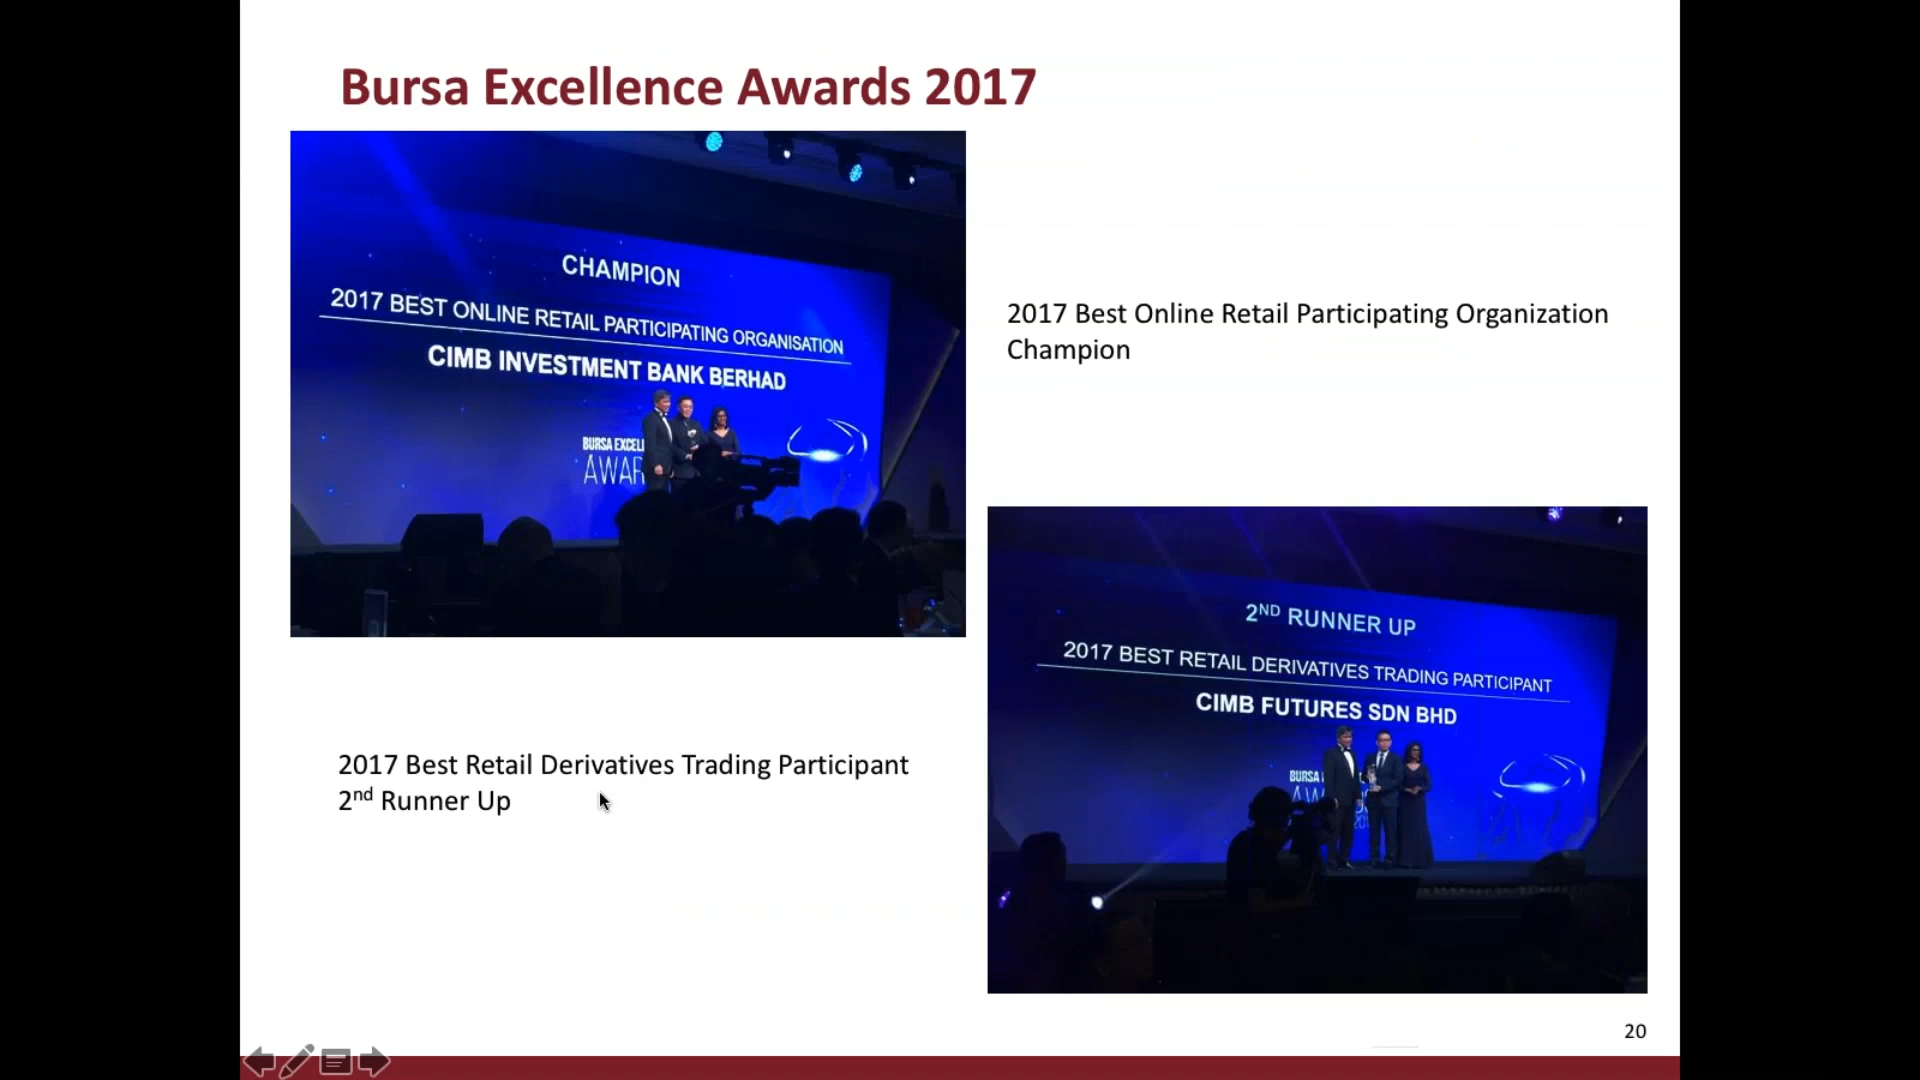 Bursa Excellence Awards 2017
CHAMPION
2017 BEST ONLINE RETAIL PARTICIPATING ORGANISATION
CIMB INVESTMENT BANK BERHAD
BURSA EXCELL
AWAR
2017 Best Online Retail Participating Organization
Champion
2ND RUNNER UP
2017 BEST RETAIL DERIVATIVES TRADING PARTICIPANT
CIMB FUTURES SDN BHD
BURSA
2017 Best Retail Derivatives Trading Participant
2nd Runner Up
20